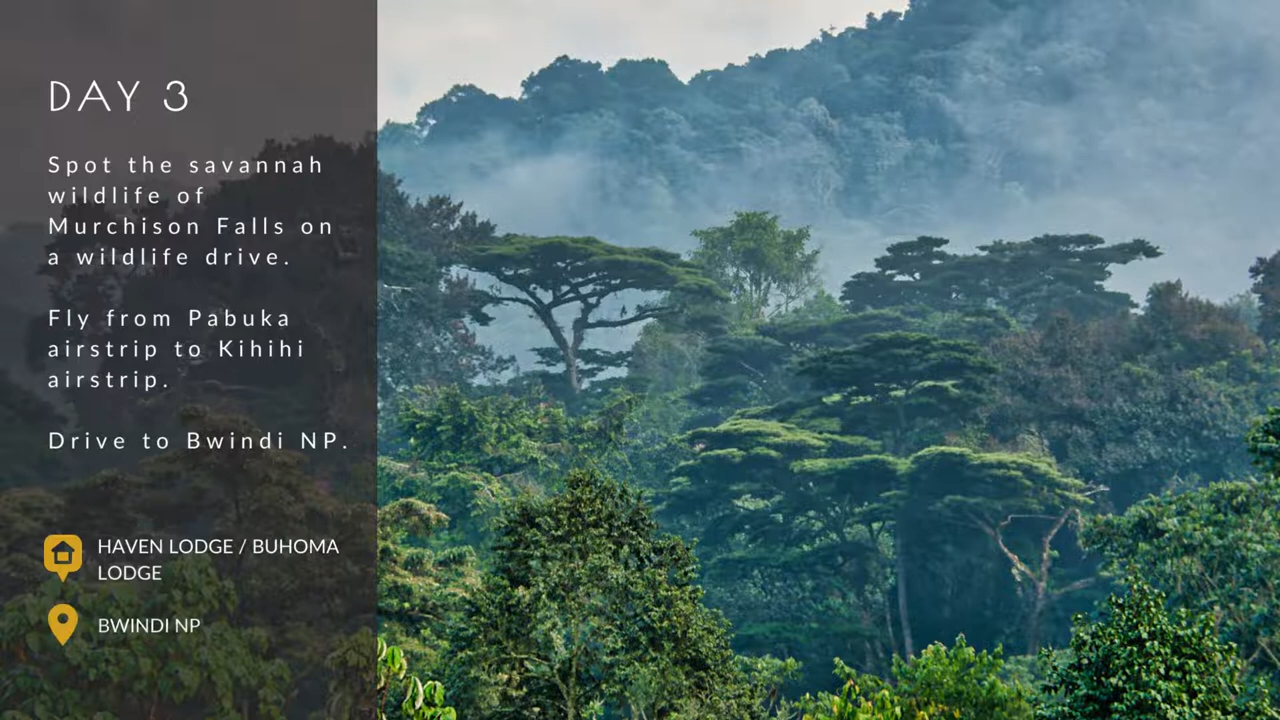 DAY 3
Spot the savannah
wildlife of
Murchison Falls on
a wildlife drive.
Fly from Pabuka
airstrip to Kihihi
airstrip.
Drive to Bwindi NP.
HAVEN LODGE / BUHOMA
LODGE
BWINDI NP